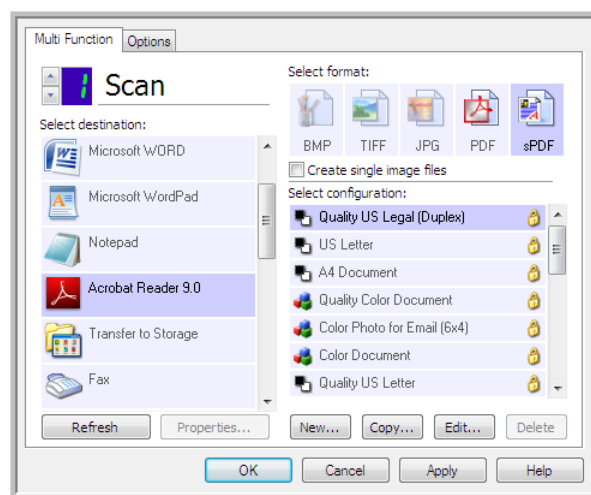 Multi Function
Options
1 Scan
Select destination:
Microsoft WORD
Microsoft WordPad
Notepad
Acrobat Reader 9.0
Transfer to Storage
Fax
Refresh
Properties...
Select format:
BMP TIFF JPG PDF sPDF
Create single image files
Select configuration:
Quality US Legal (Duplex)
US Letter
A4 Document
Quality Color Document
Color Photo for Email (6x4)
Color Document
Quality US Letter
New... Copy... Edit... Delete
OK Cancel Apply Help